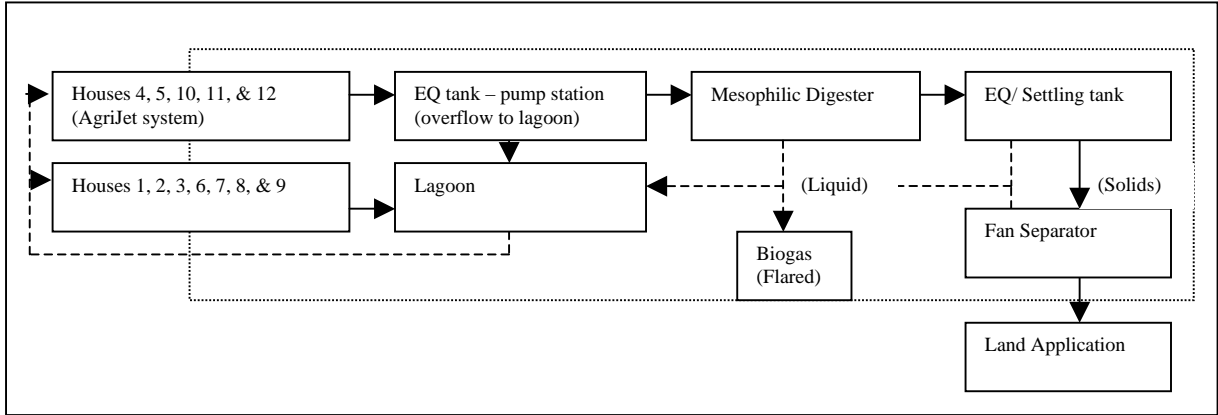 Houses 4, 5, 10, 11, & 12
(AgriJet system)
EQ tank – pump station
(overflow to lagoon)
Mesophilic Digester
EQ/ Settling tank
Houses 1, 2, 3, 6, 7, 8, & 9
Lagoon
(Liquid)
(Solids)
Fan Separator
Biogas
(Flared)
Land Application